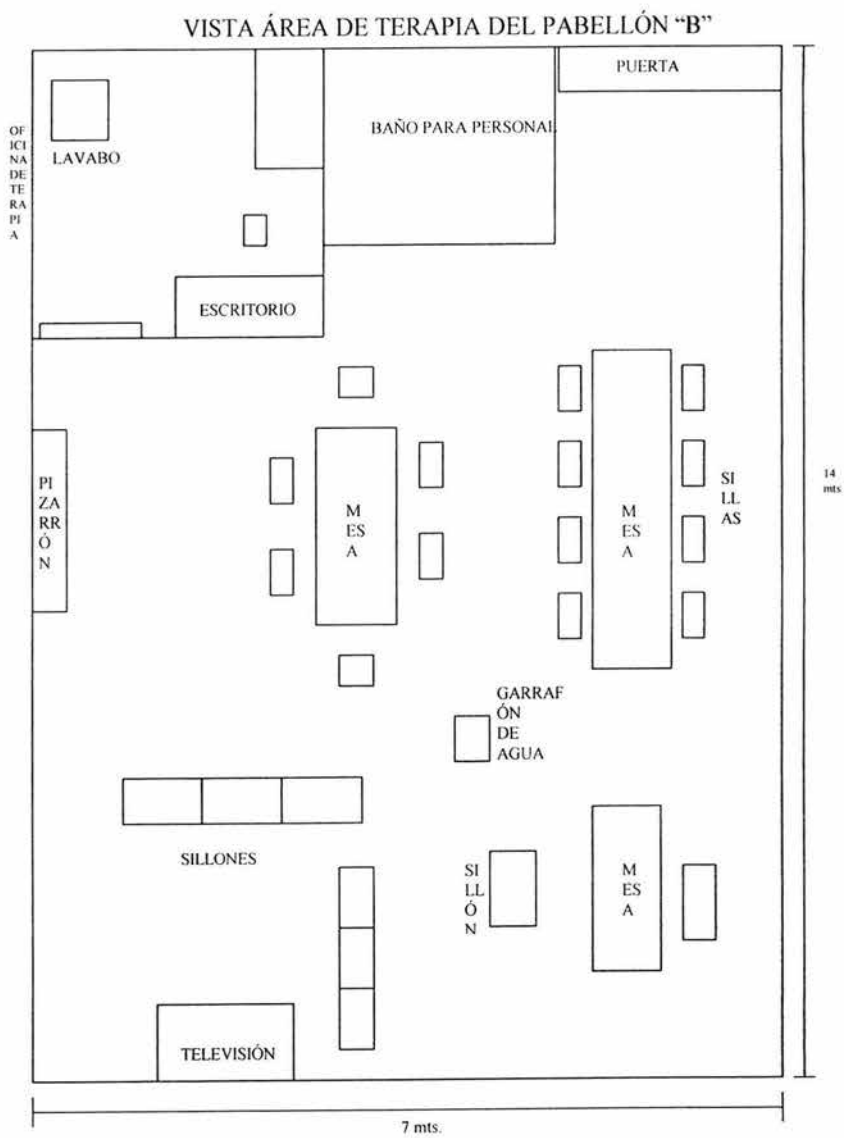 VISTA ÁREA DE TERAPIA DEL PABELLÓN “B”
PUERTA
BAÑO PARA PERSONAL
OF
ICI
NA
DE
TE
RA
PI
A
LAVABO
ESCRITORIO
PI
ZA
RR
Ó
N
M
ES
A
M
ES
A
SI
LL
AS
14
mts
GARRAF
ÓN
DE
AGUA
SILLONES
SI
LL
Ó
N
M
ES
A
TELEVISIÓN
7 mts.